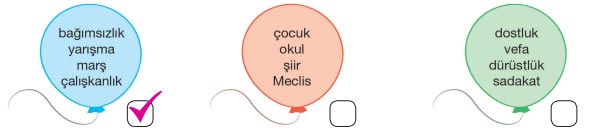 bağımsızlık
yarışma
marş
çalışkanlık
çocuk
okul
şiir
Meclis
dostluk
vefa
dürüstlük
sadakat